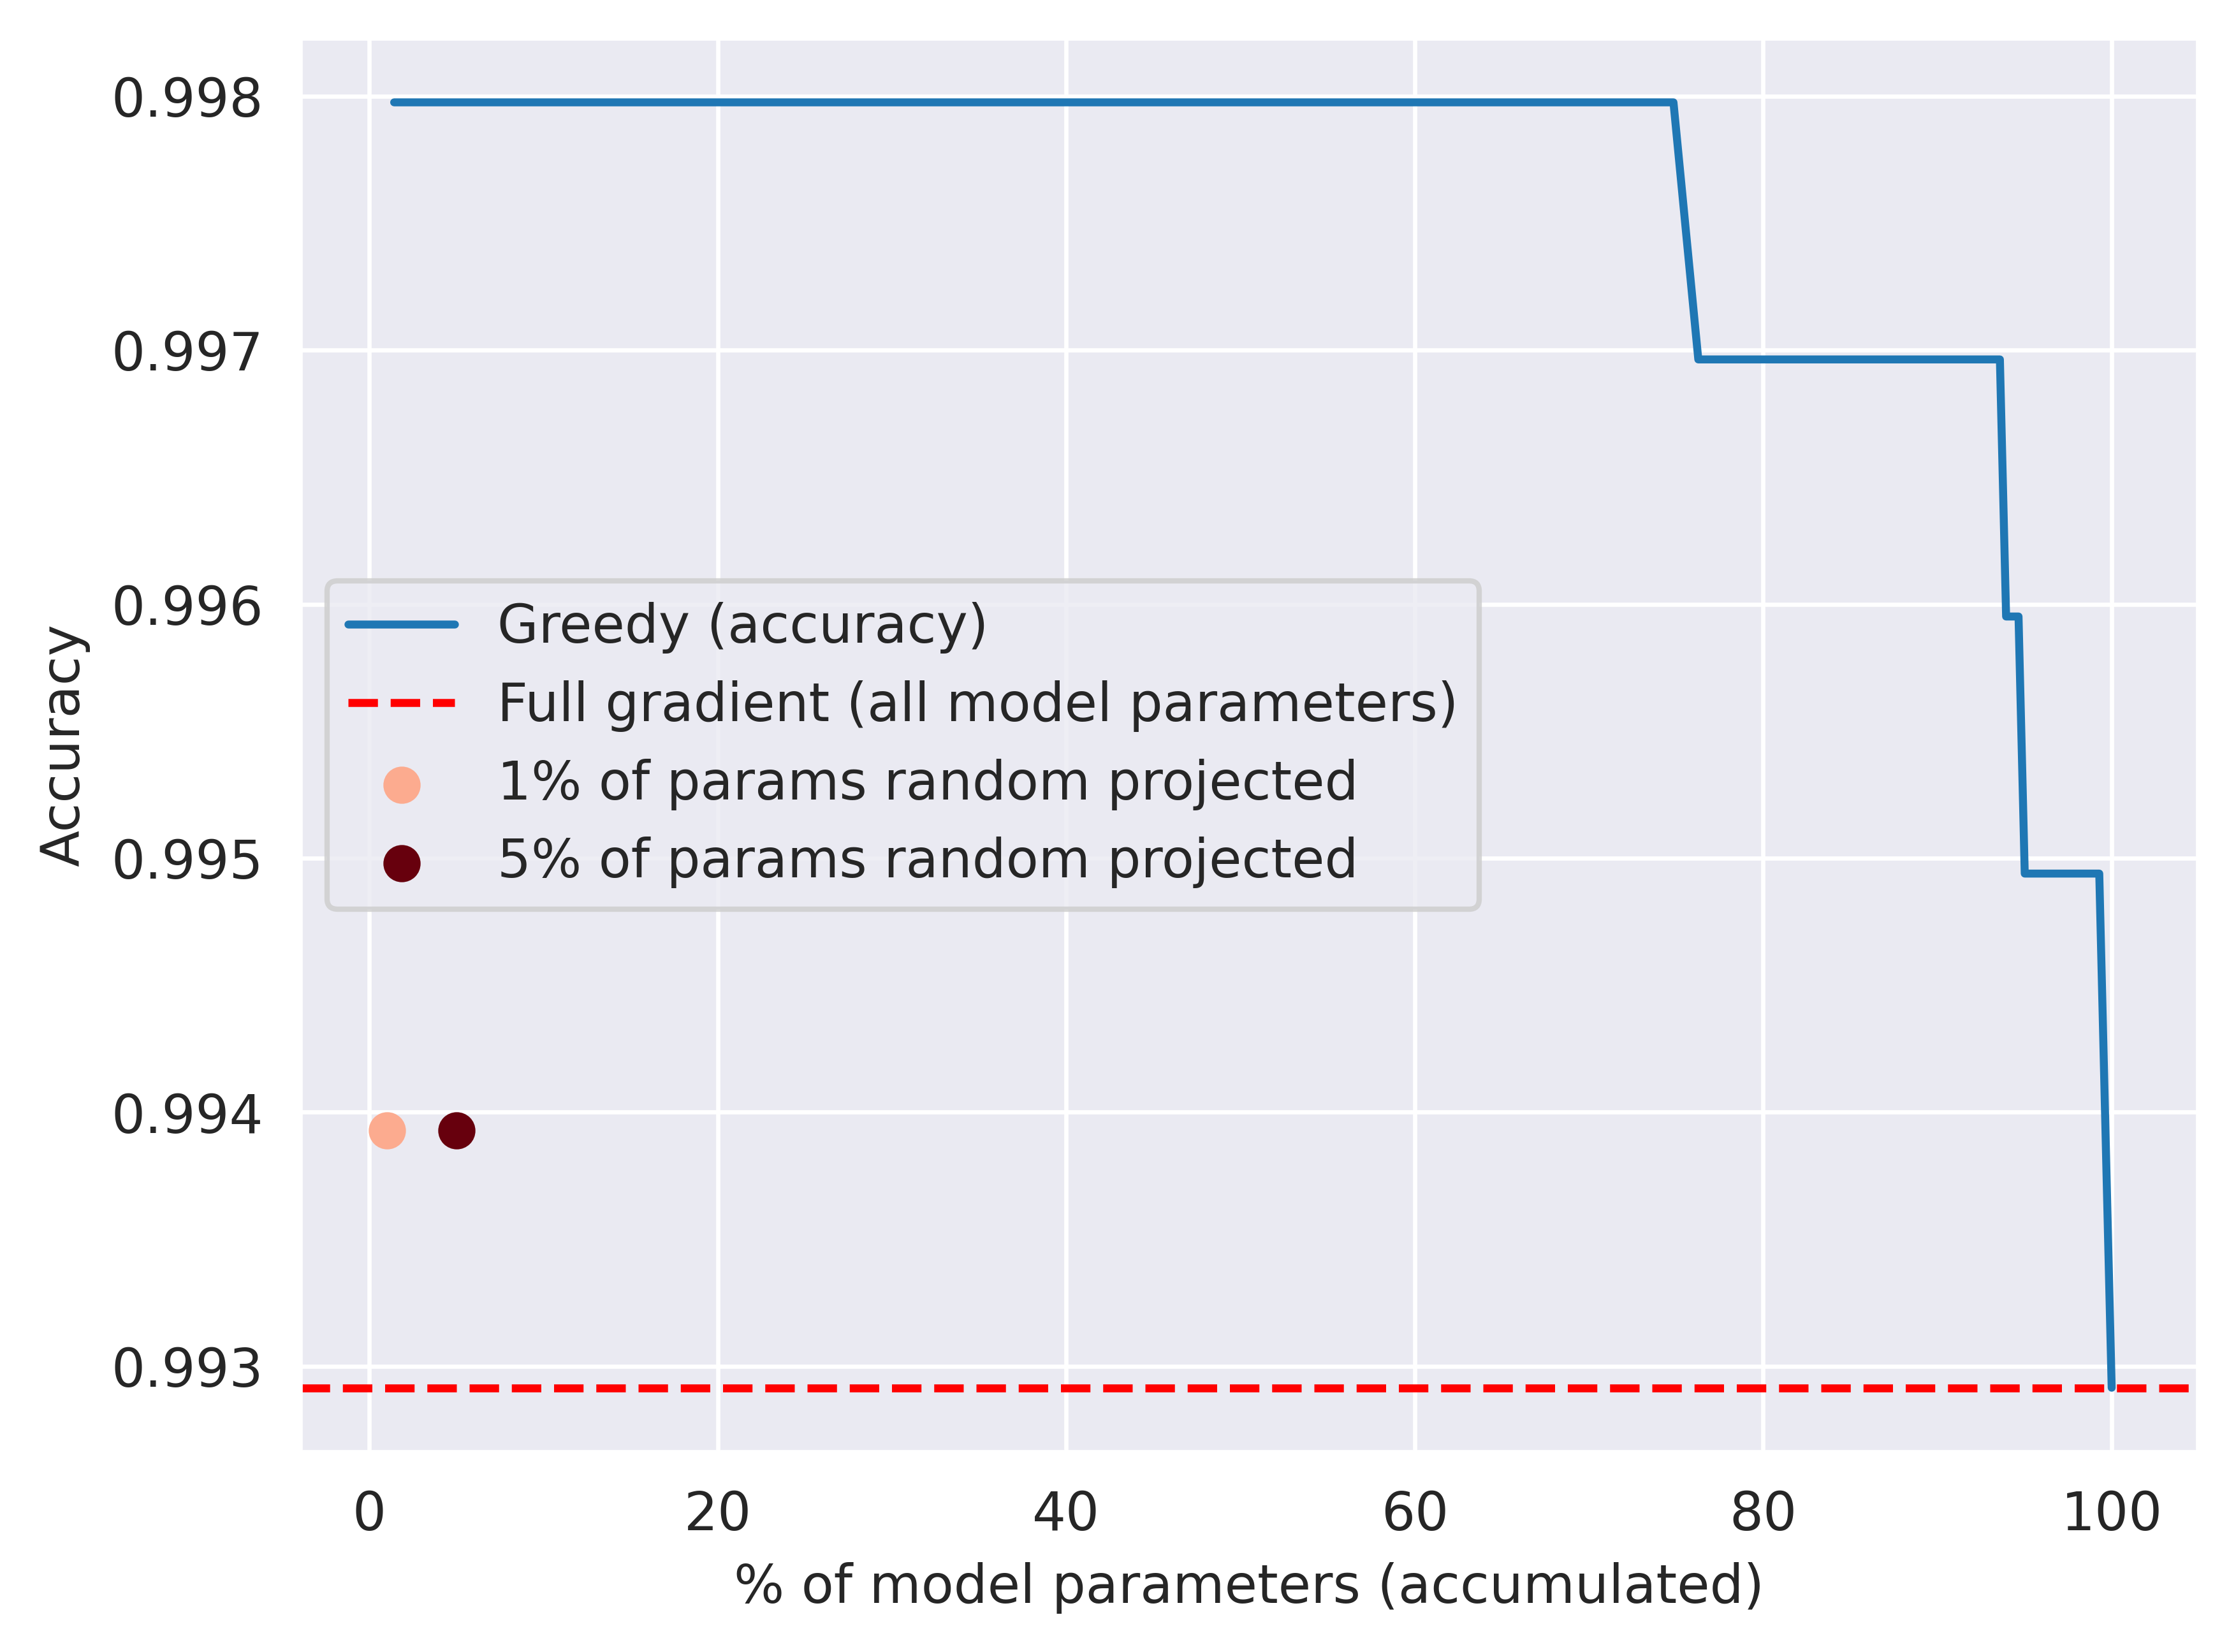 0.998
0.997
0.996
0.995
0.994
0.993
Accuracy
Greedy (accuracy)
Full gradient (all model parameters)
1% of params random projected
5% of params random projected
0 20 40 60 80 100
% of model parameters (accumulated)